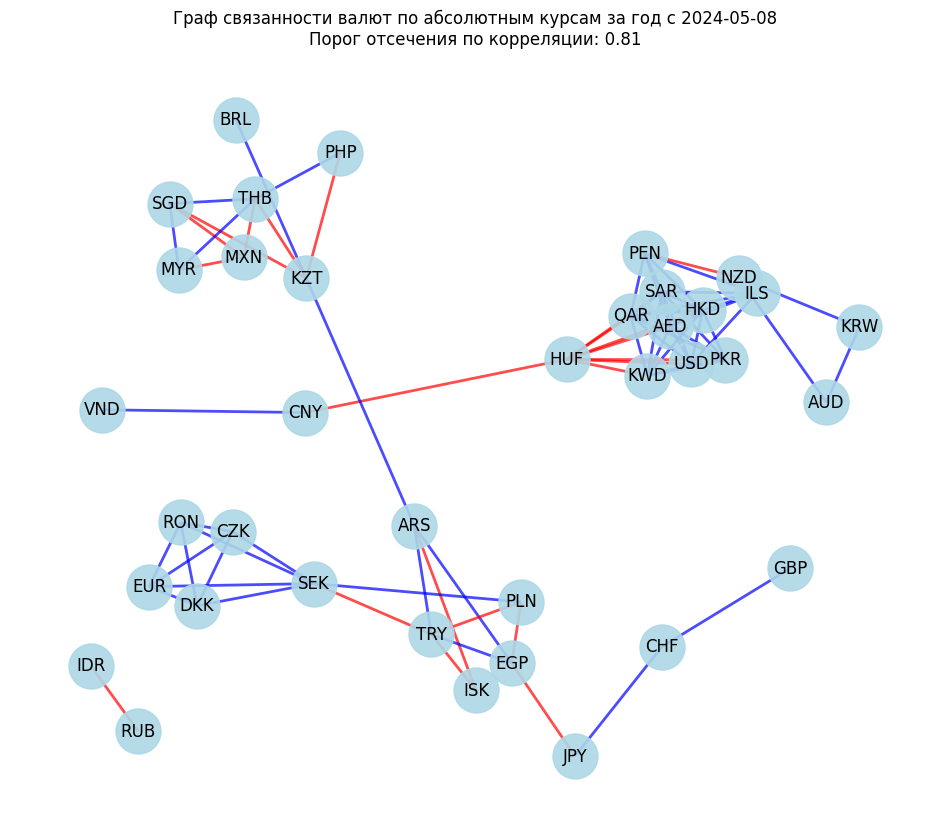 Граф связанности валют по абсолютным курсам за год с 2024-05-08
Порог отсечения по корреляции: 0.81
BRL
PHP
THB
SGD
MXN
MYR
KZT
PEN
NZD
SAR
ILS
HKD
QAR
AED
KRW
HUF
USD
PKR
KWD
AUD
VND
CNY
RON
CZK
ARS
GBP
EUR
SEK
DKK
PLN
TRY
CHF
EGP
IDR
ISK
RUB
JPY